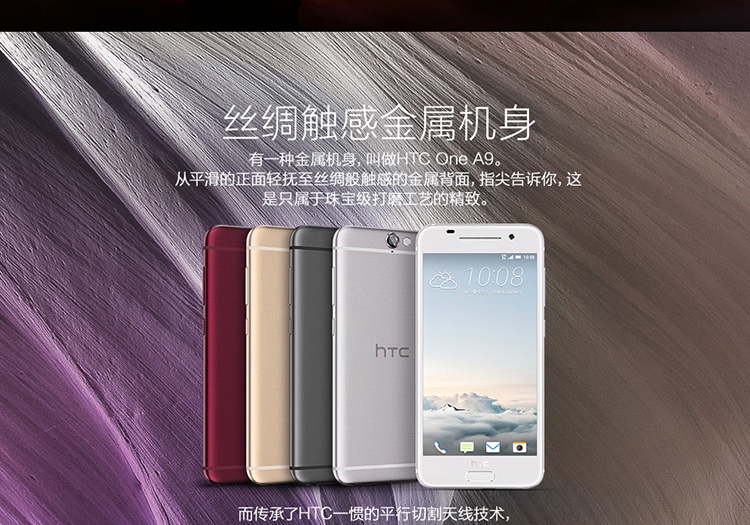 丝绸触感金属机身
有一种金属机身，叫做HTC One A9。
从平滑的正面轻抚至丝绸般触感的金属背面，指尖告诉你，这
是只属于珠宝级打磨工艺的精致。
10:08
10:08
hTC
hTC
而传承了HTC一惯的平行切割天线技术，